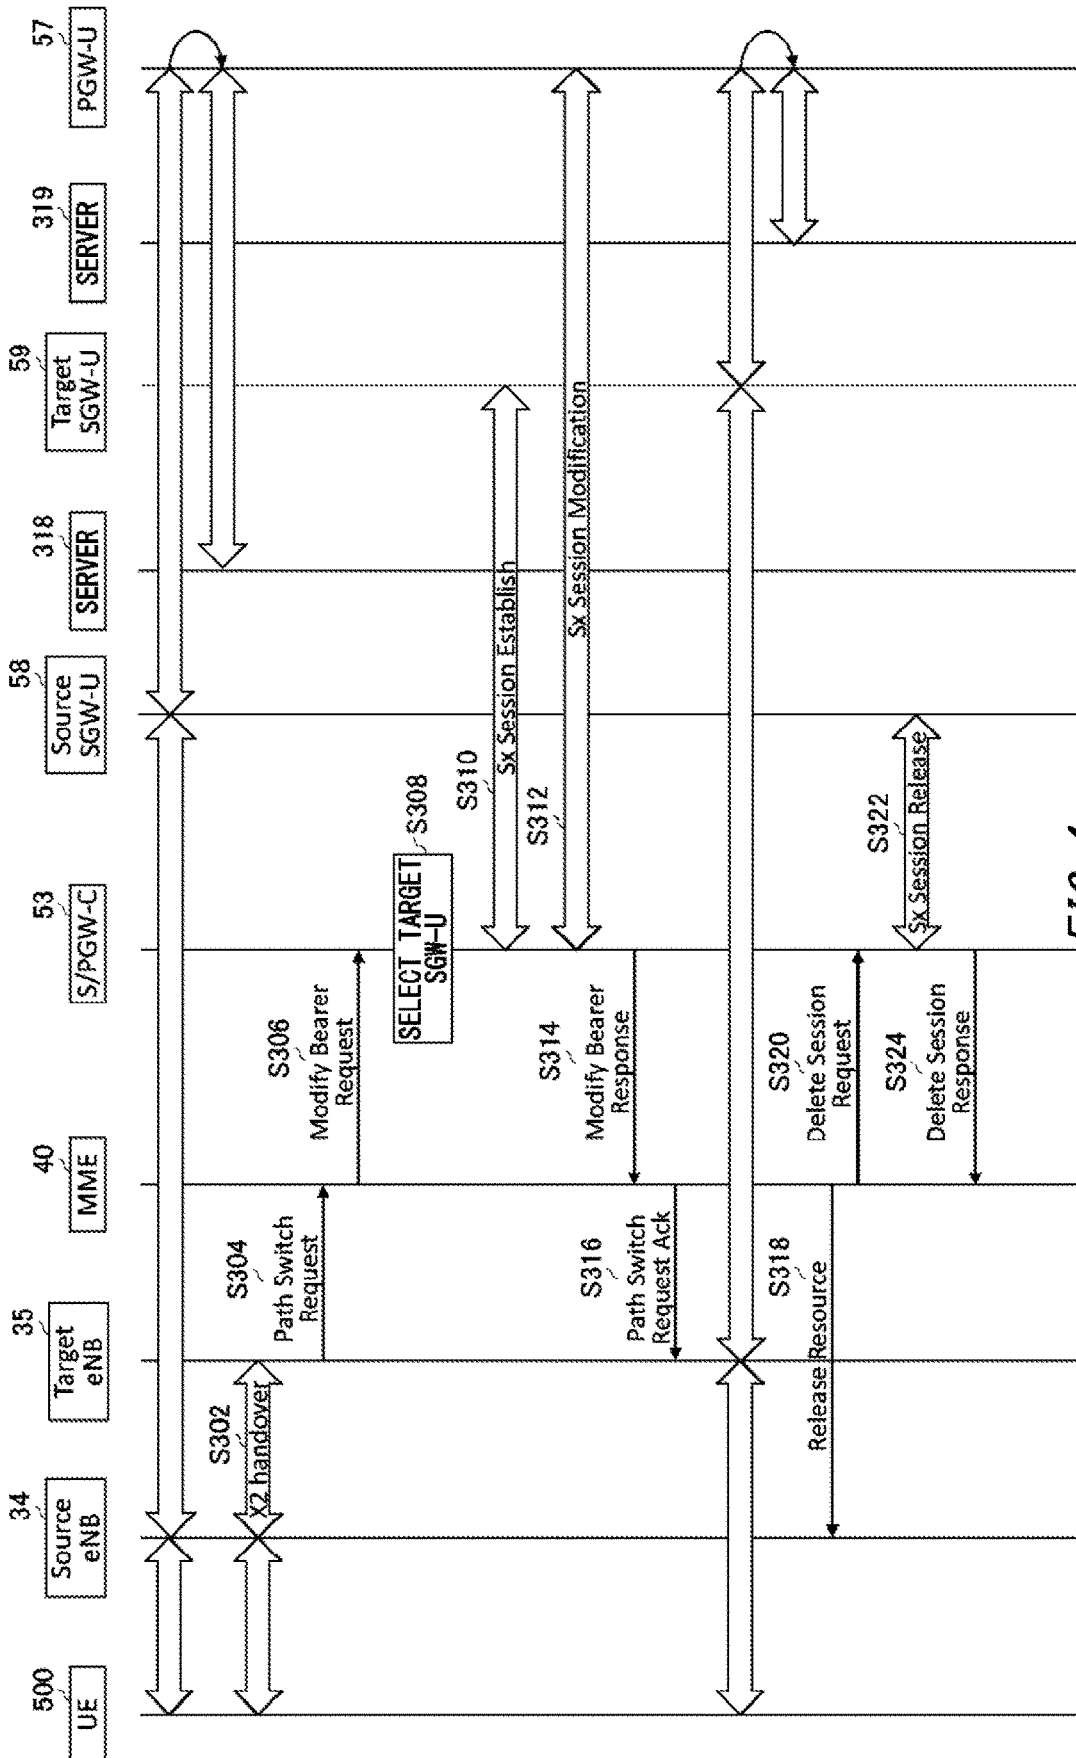 500
UE
34
Source
eNB
35
Target
eNB
40
MME
53
S/PGW-C
58
Source
SGW-U
318
SERVER
59
Target
SGW-U
319
SERVER
57
PGW-U
S302
X2 handover
S304
Path Switch
Request
S306
Modify Bearer
Request
SELECT TARGET
SGW-U
S308
S310
Sx Session Establish
S312
Sx Session Modification
S314
Modify Bearer
Response
S316
Path Switch
Request Ack
S318
Release Resource
S320
Delete Session
Request
S322
Sx Session Release
S324
Delete Session
Response